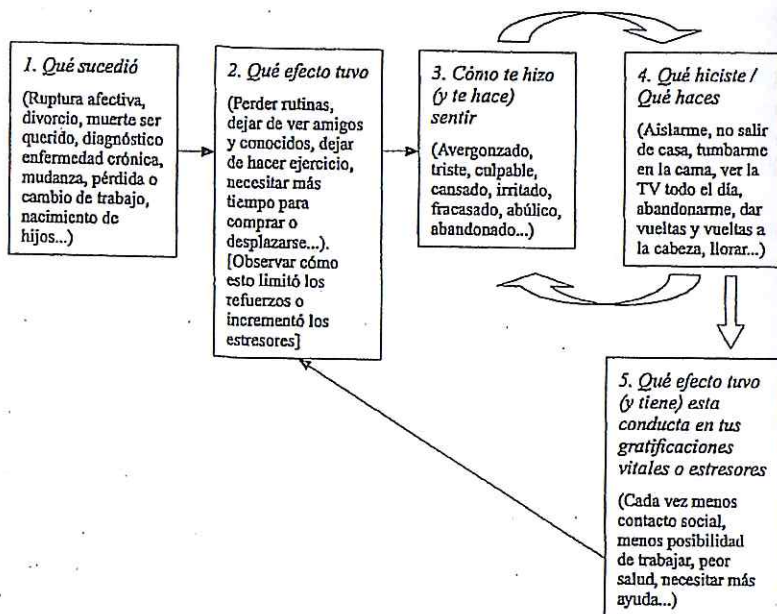 1. Qué sucedió
(Ruptura afectiva,
divorcio, muerte ser
querido, diagnóstico
enfermedad crónica,
mudanza, pérdida o
cambio de trabajo,
nacimiento de
hijos...)
2. Qué efecto tuvo
(Perder rutinas,
dejar de ver amigos
y conocidos, dejar
de hacer ejercicio,
necesitar más
tiempo para
comprar o
desplazarse...).
[Observar cómo
esto limitó los
refuerzos o
incrementó los
estresores]
3. Cómo te hizo
(y te hace)
sentir
(Avergonzado,
triste, culpable,
cansado, irritado,
fracasado, abúlico,
abandonado...)
4. Qué hiciste /
Qué haces
(Aislarme, no salir
de casa, tumbarme
en la cama, ver la
TV todo el día,
abandonarme, dar
vueltas y vueltas a
la cabeza, llorar...)
5. Qué efecto tuvo
(y tiene) esta
conducta en tus
gratificaciones
vitales o estresores
(Cada vez menos
contacto social,
menos posibilidad
de trabajar, peor
salud, necesitar más
ayuda...)